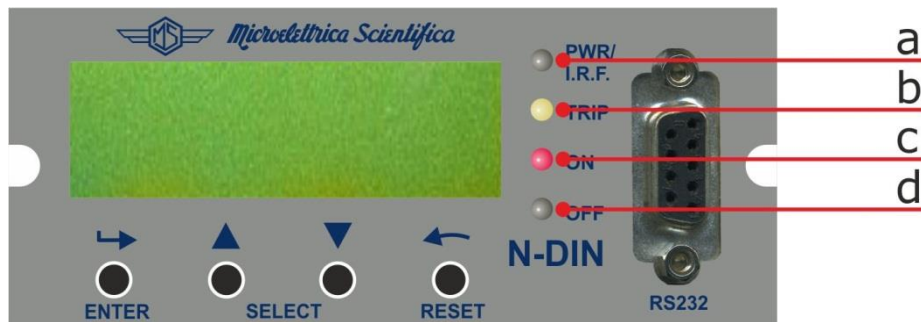 MS Microelettrica Scientifica
PWR/
I.R.F.
TRIP
ON
OFF
a
b
c
d
N-DIN
ENTER
SELECT
RESET
RS232